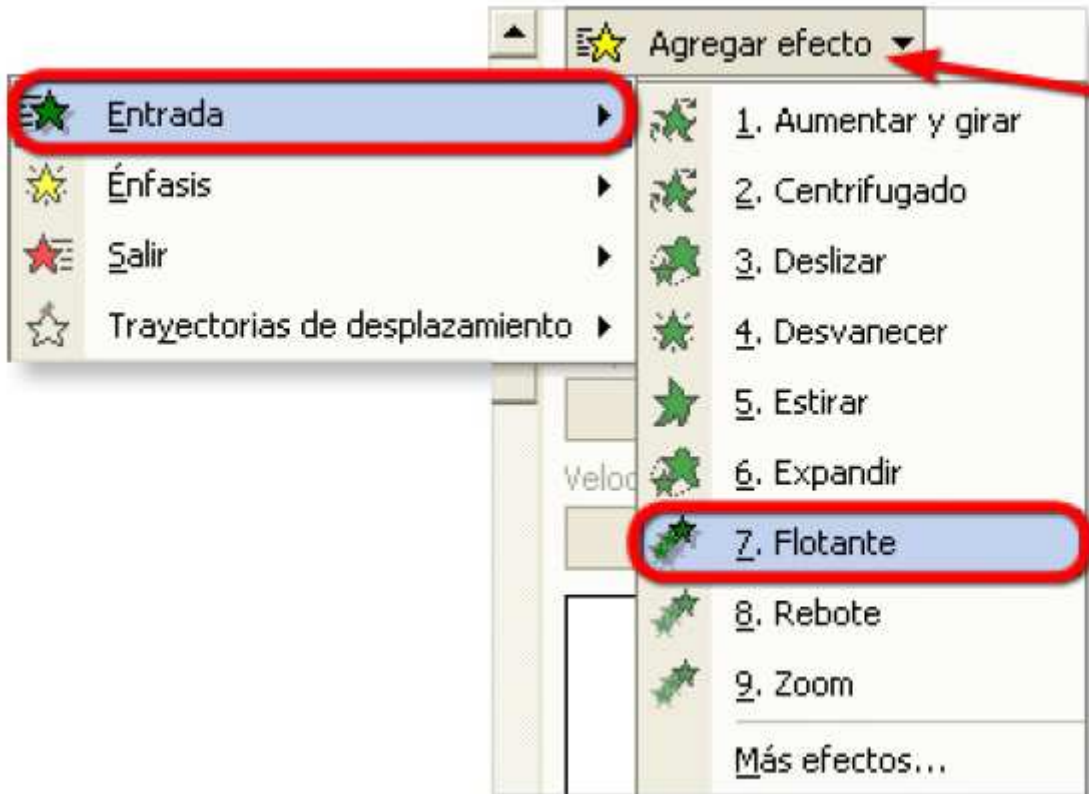 Agregar efecto
Entrada
Énfasis
Salir
Trayectorias de desplazamiento
1. Aumentar y girar
2. Centrifugado
3. Deslizar
4. Desvanecer
5. Estirar
6. Expandir
Veloc
7. Flotante
8. Rebote
9. Zoom
Más efectos...